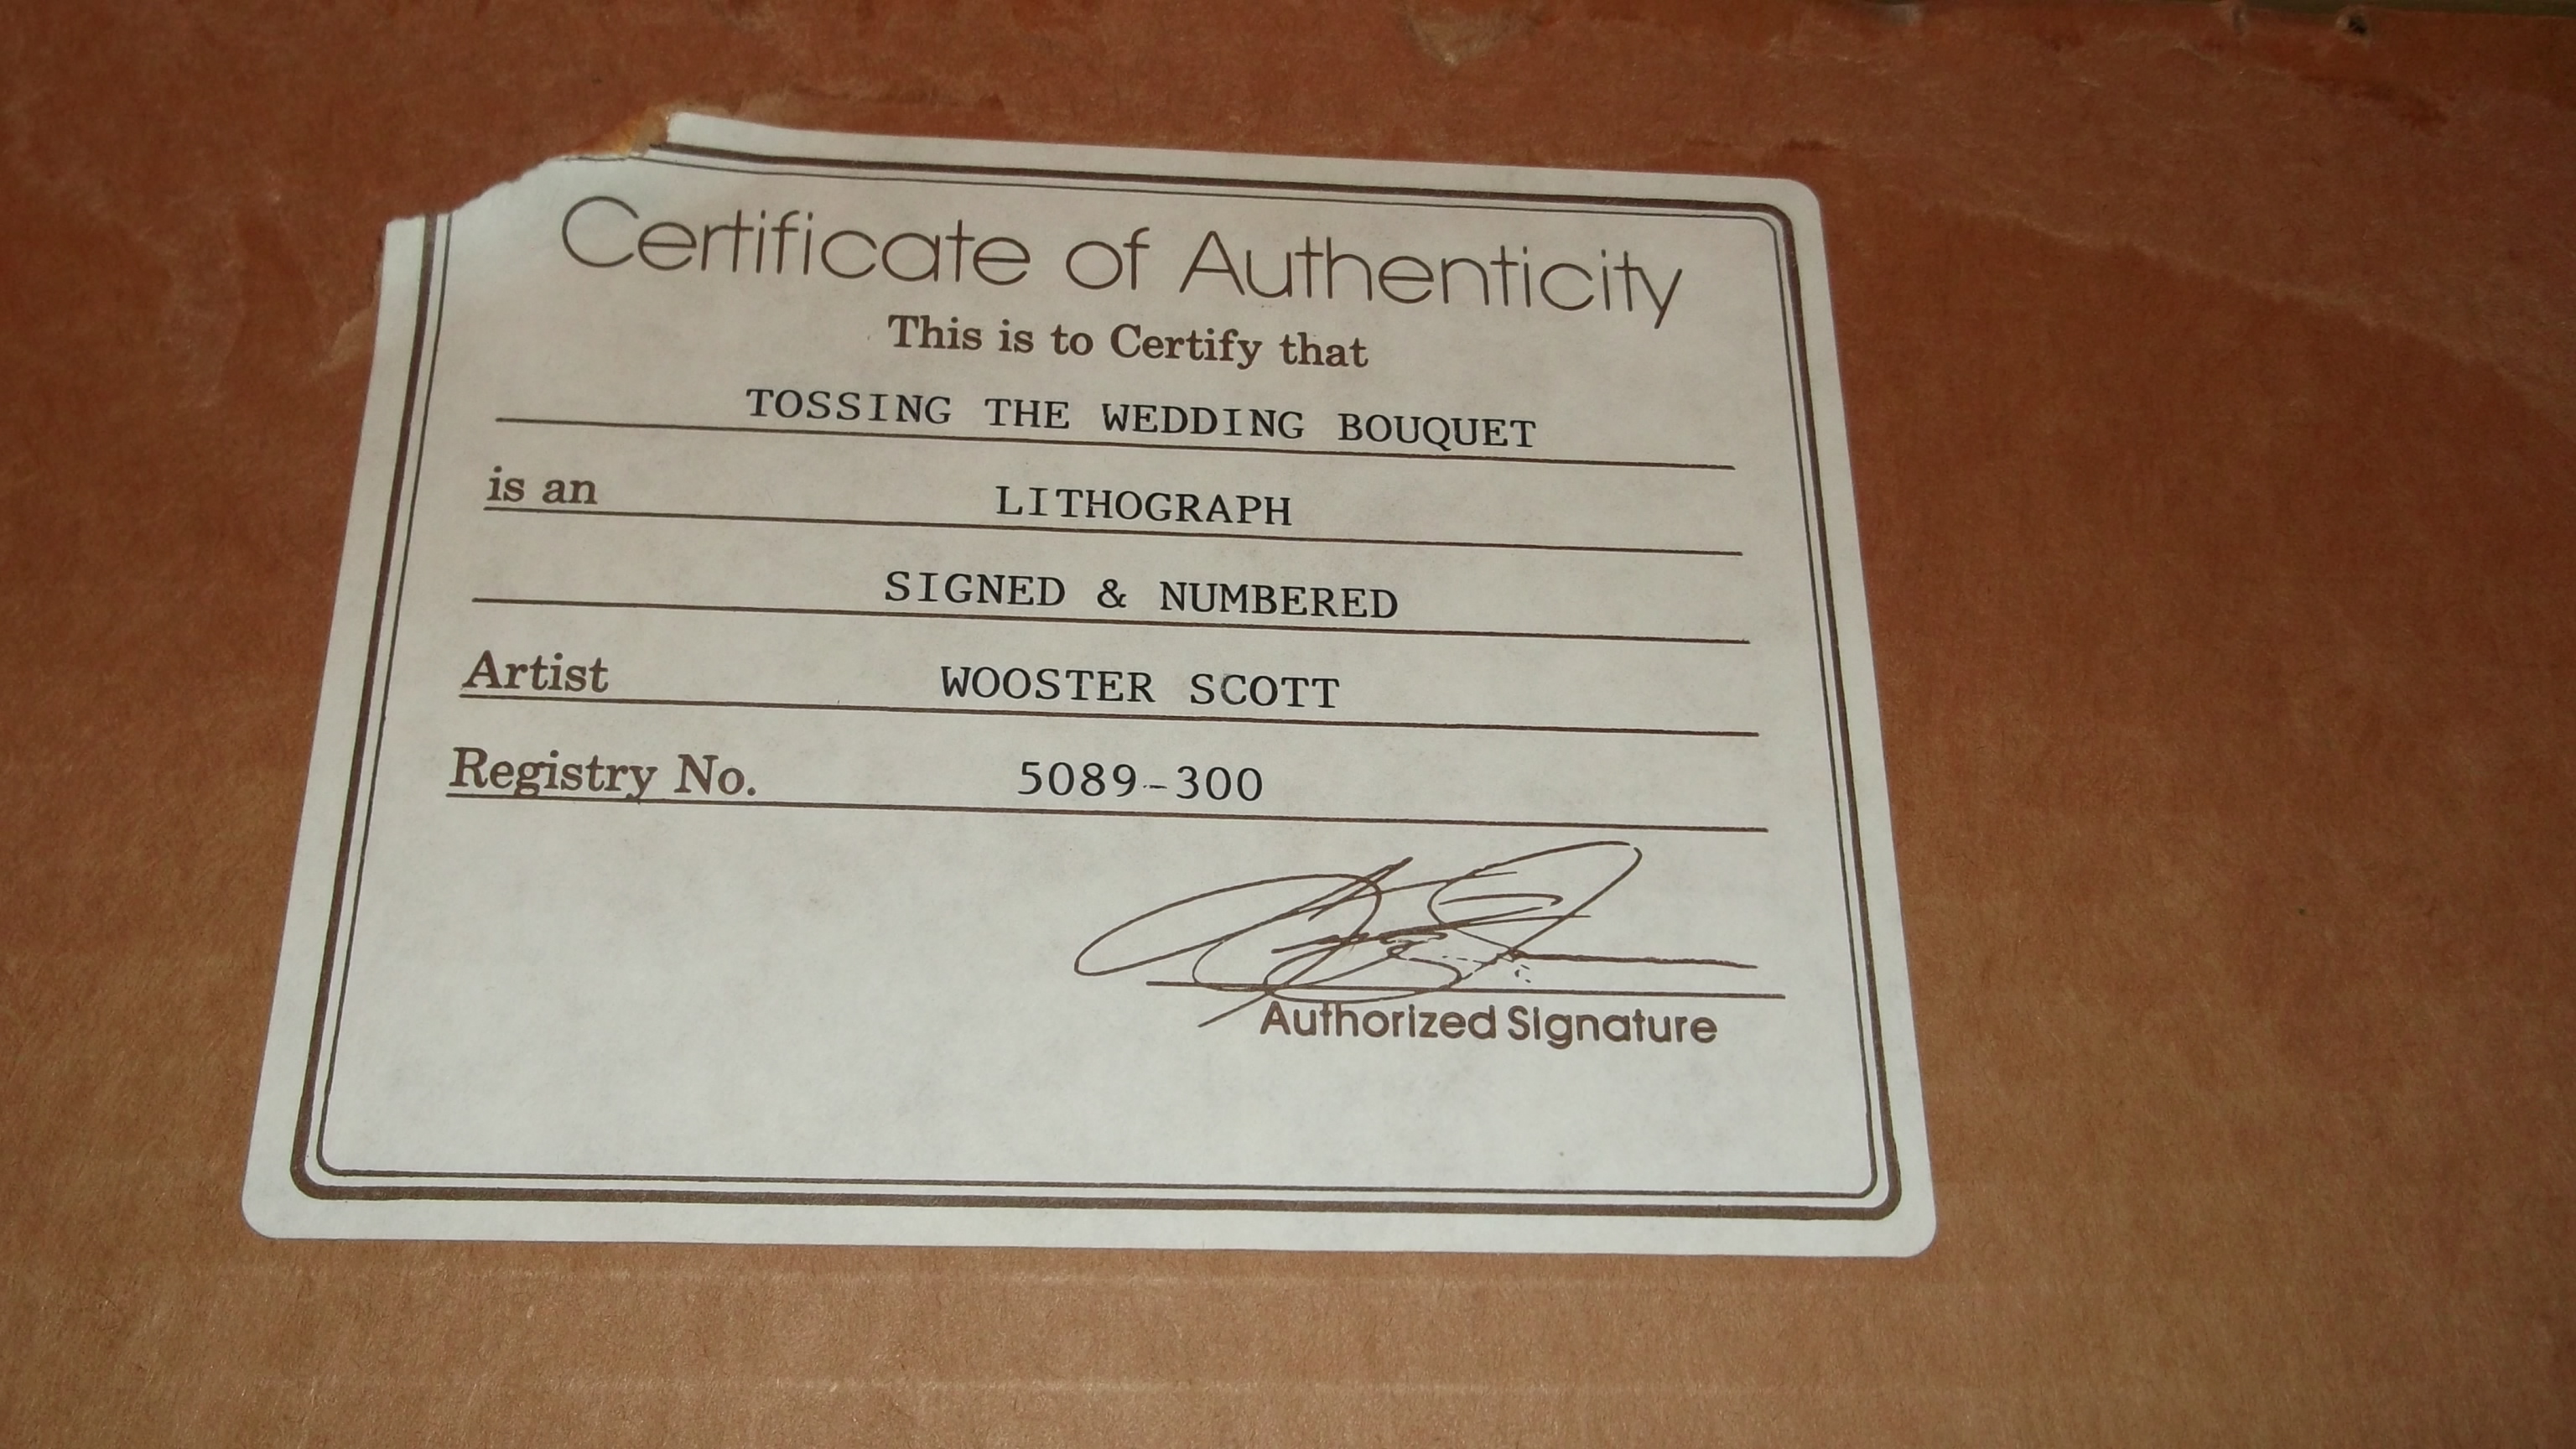 Certificate of Authenticity
This is to Certify that
TOSSING THE WEDDING BOUQUET
is an LITHOGRAPH
SIGNED & NUMBERED
Artist WOOSTER SCOTT
Registry No. 5089-300
Authorized Signature